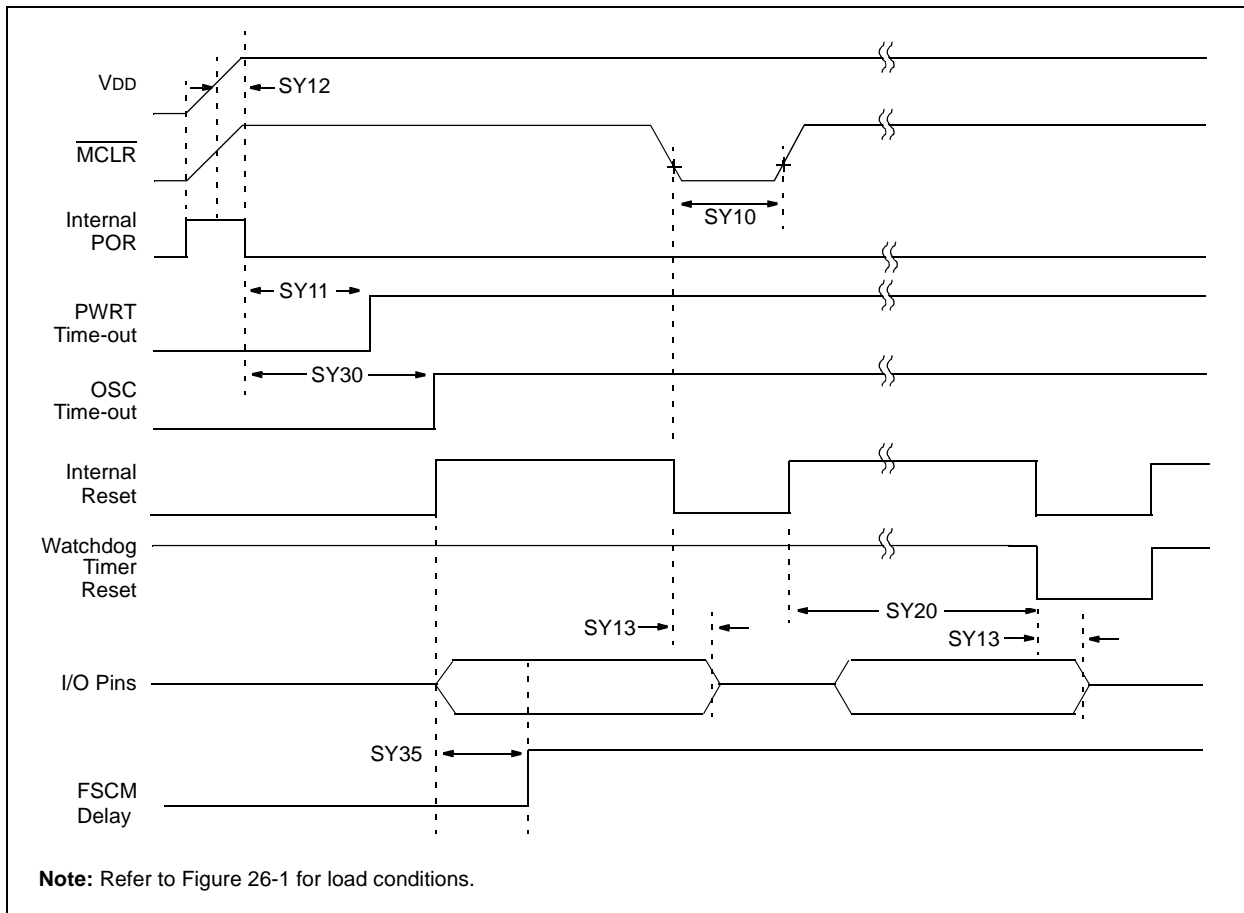 VDD
SY12
MCLR
SY10
Internal
POR
SY11
PWRT
Time-out
SY30
OSC
Time-out
Internal
Reset
Watchdog
Timer
Reset
SY20
SY13
SY13
I/O Pins
SY35
FSCM
Delay
Note: Refer to Figure 26-1 for load conditions.